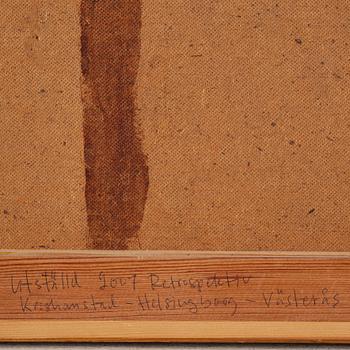 Utställd 2007 Retrospektiv
Kristianstad - Helsingborg - Västerås